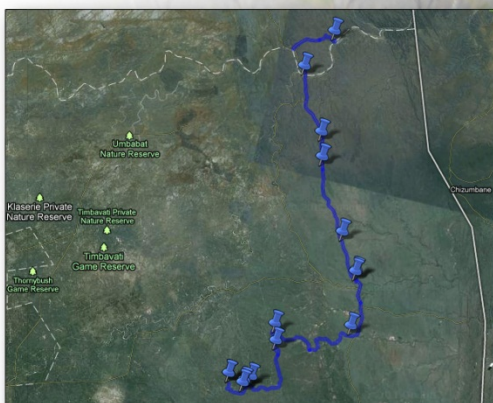 Umbabat
Nature Reserve
Klaserie Private
Nature Reserve
Timbavati Private
Nature Reserve
Timbavati
Game Reserve
Thornybush
Game Reserve
Chizumbane